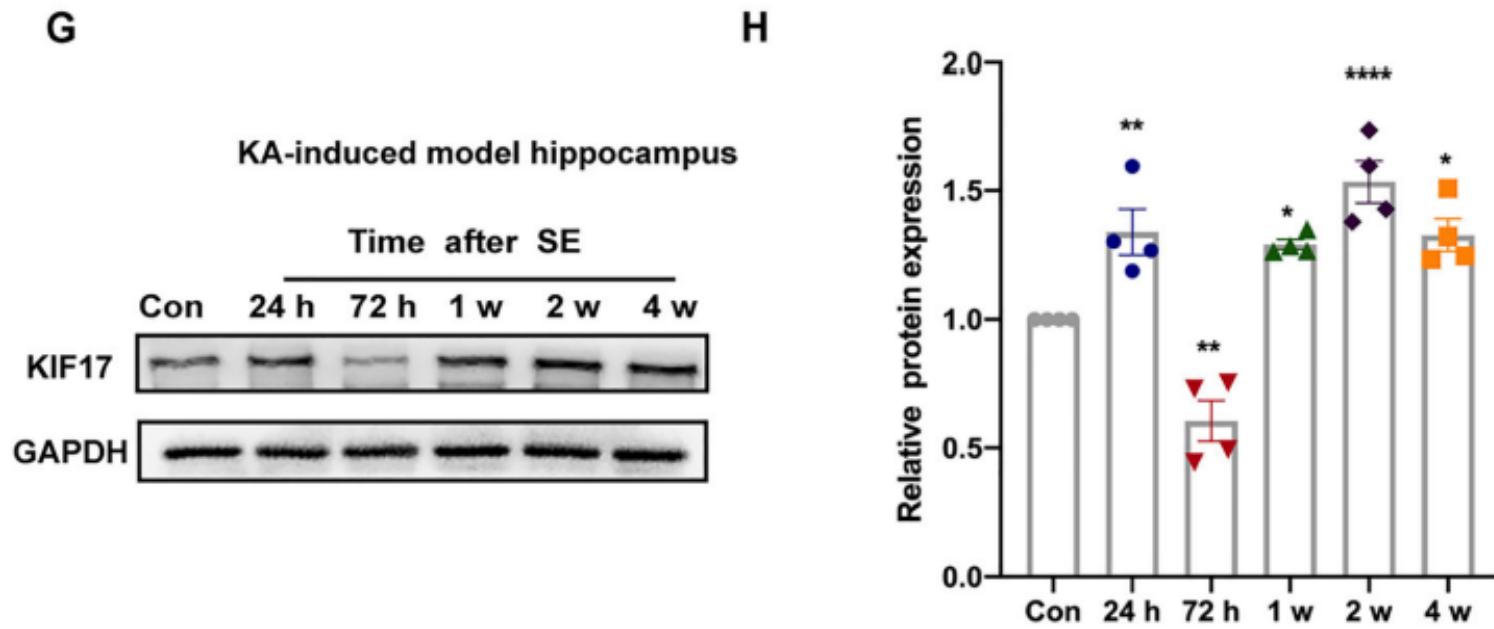 G
KA-induced model hippocampus
Time after SE
Con 24 h 72 h 1 w 2 w 4 w
KIF17
GAPDH
H
Relative protein expression
2.0
1.5
1.0
0.5
0.0
**
**
*
****
*
Con 24 h 72 h 1 w 2 w 4 w